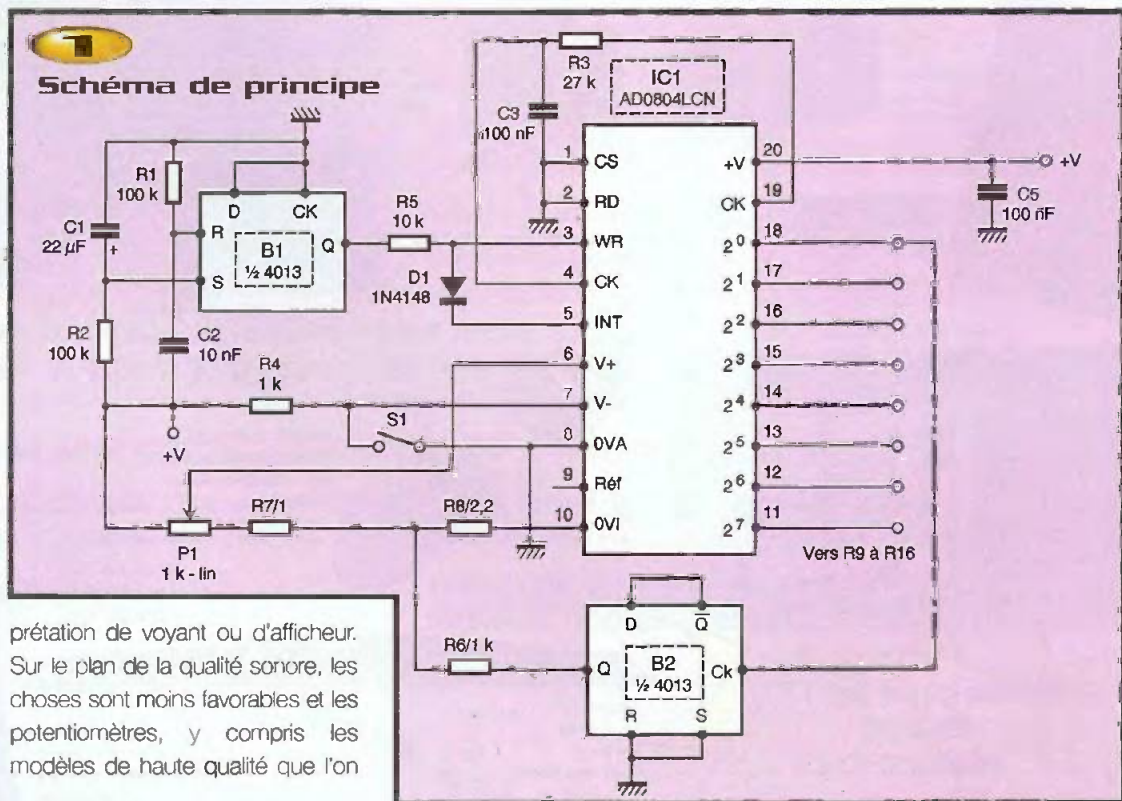 1
Schéma de principe
R1
100 k
C1
22 µF
+
R2
100 k
D
CK
R
S
Q
B1
½ 4013
C2
10 nF
R5
10 k
D1
1N4148
R4
1 k
+V
S1
P1
1 k - lin
R7/1
R8/2,2
R6/1 k
R3
27 k
C3
100 nF
IC1
AD0804LCN
1
CS
2
RD
3
WR
4
CK
5
INT
6
V+
7
V-
8
0VA
9
Réf
10
0VI
20
+V
19
CK
18
2⁰
17
2¹
16
2²
15
2³
14
2⁴
13
2⁵
12
2⁶
11
2⁷
+V
C5
100 nF
Vers R9 à R16
D
Q̅
Q
B2
½ 4013
Ck
R
S
prétation de voyant ou d'afficheur.
Sur le plan de la qualité sonore, les
choses sont moins favorables et les
potentiomètres, y compris les
modèles de haute qualité que l'on